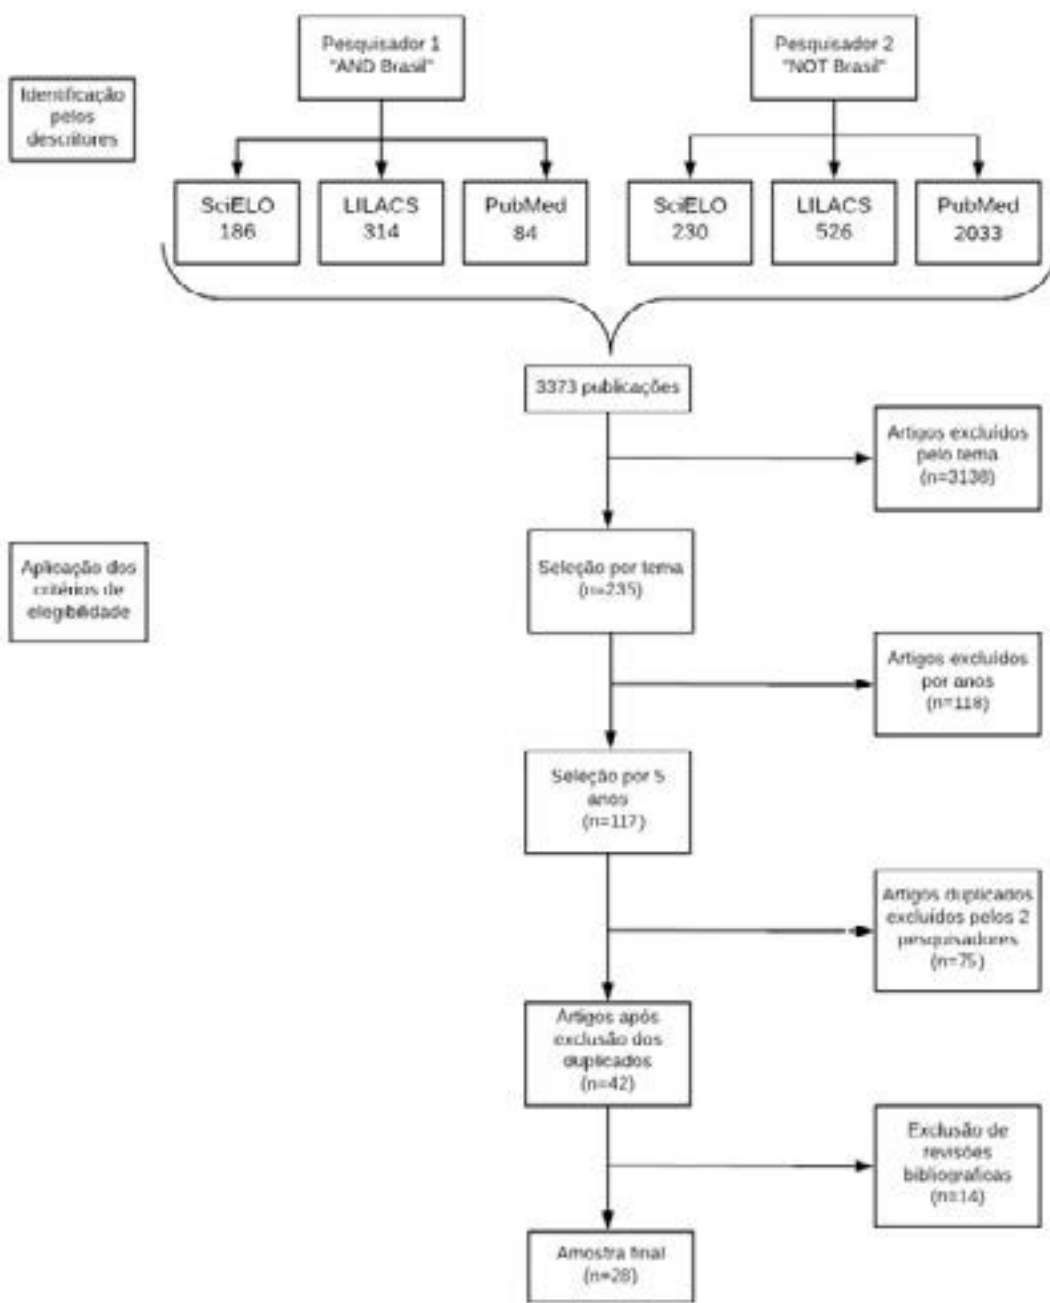 Pesquisador 1
"AND Brasil"
Pesquisador 2
"NOT Brasil"
Identificação
pelos
descritores
SciELO
186
LILACS
314
PubMed
84
SciELO
230
LILACS
526
PubMed
2033
3373 publicações
Artigos excluídos
pelo tema
(n=3138)
Aplicação dos
critérios de
elegibilidade
Seleção por tema
(n=235)
Artigos excluídos
por anos
(n=118)
Seleção por 5
anos
(n=117)
Artigos duplicados
excluídos pelos 2
pesquisadores
(n=75)
Artigos após
exclusão dos
duplicados
(n=42)
Exclusão de
revisões
bibliograficas
(n=14)
Amostra final
(n=28)